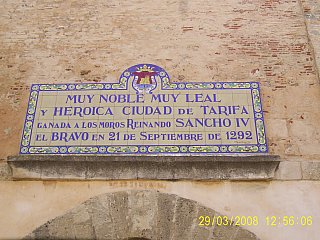 MUY NOBLE MUY LEAL
Y HEROICA CIUDAD DE TARIFA
GANADA A LOS MOROS REINANDO SANCHO IV
EL BRAVO EN 21 DE SEPTIEMBRE DE 1292
29/03/2008 12:56:06